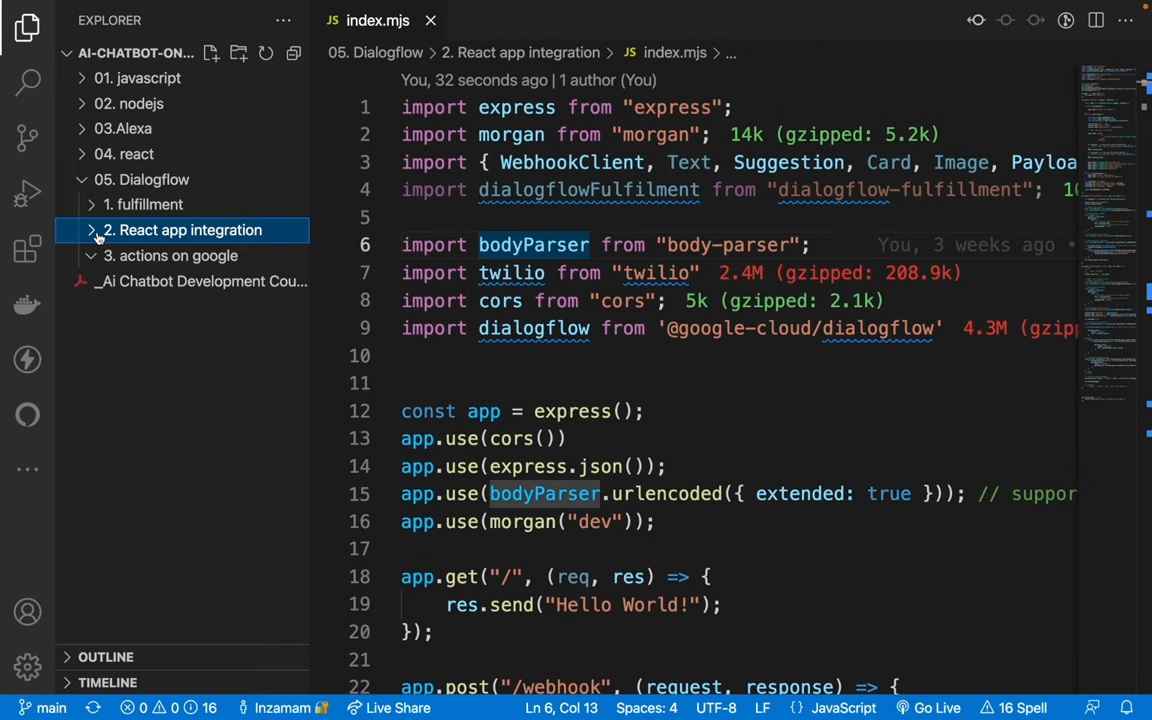 EXPLORER
AI-CHATBOT-ON...
01. javascript
02. nodejs
03.Alexa
04. react
05. Dialogflow
1. fulfillment
2. React app integration
3. actions on google
_Ai Chatbot Development Cou...
OUTLINE
TIMELINE
JS index.mjs
05. Dialogflow > 2. React app integration > JS index.mjs > ...
You, 32 seconds ago | 1 author (You)
1 import express from "express";
2 import morgan from "morgan"; 14k (gzipped: 5.2k)
3 import { WebhookClient, Text, Suggestion, Card, Image, Payloa
4 import dialogflowFulfilment from "dialogflow-fulfillment"; 10
5
6 import bodyParser from "body-parser"; You, 3 weeks ago •
7 import twilio from "twilio" 2.4M (gzipped: 208.9k)
8 import cors from "cors"; 5k (gzipped: 2.1k)
9 import dialogflow from '@google-cloud/dialogflow' 4.3M (gzip
10
11
12 const app = express();
13 app.use(cors())
14 app.use(express.json());
15 app.use(bodyParser.urlencoded({ extended: true })); // suppor
16 app.use(morgan("dev"));
17
18 app.get("/", (req, res) => {
19 res.send("Hello World!");
20 });
21
22 app.post("/webhook", (request, response) => {
main 0 0 16 Inzamam Live Share Ln 6, Col 13 Spaces: 4 UTF-8 LF {} JavaScript Go Live 16 Spell